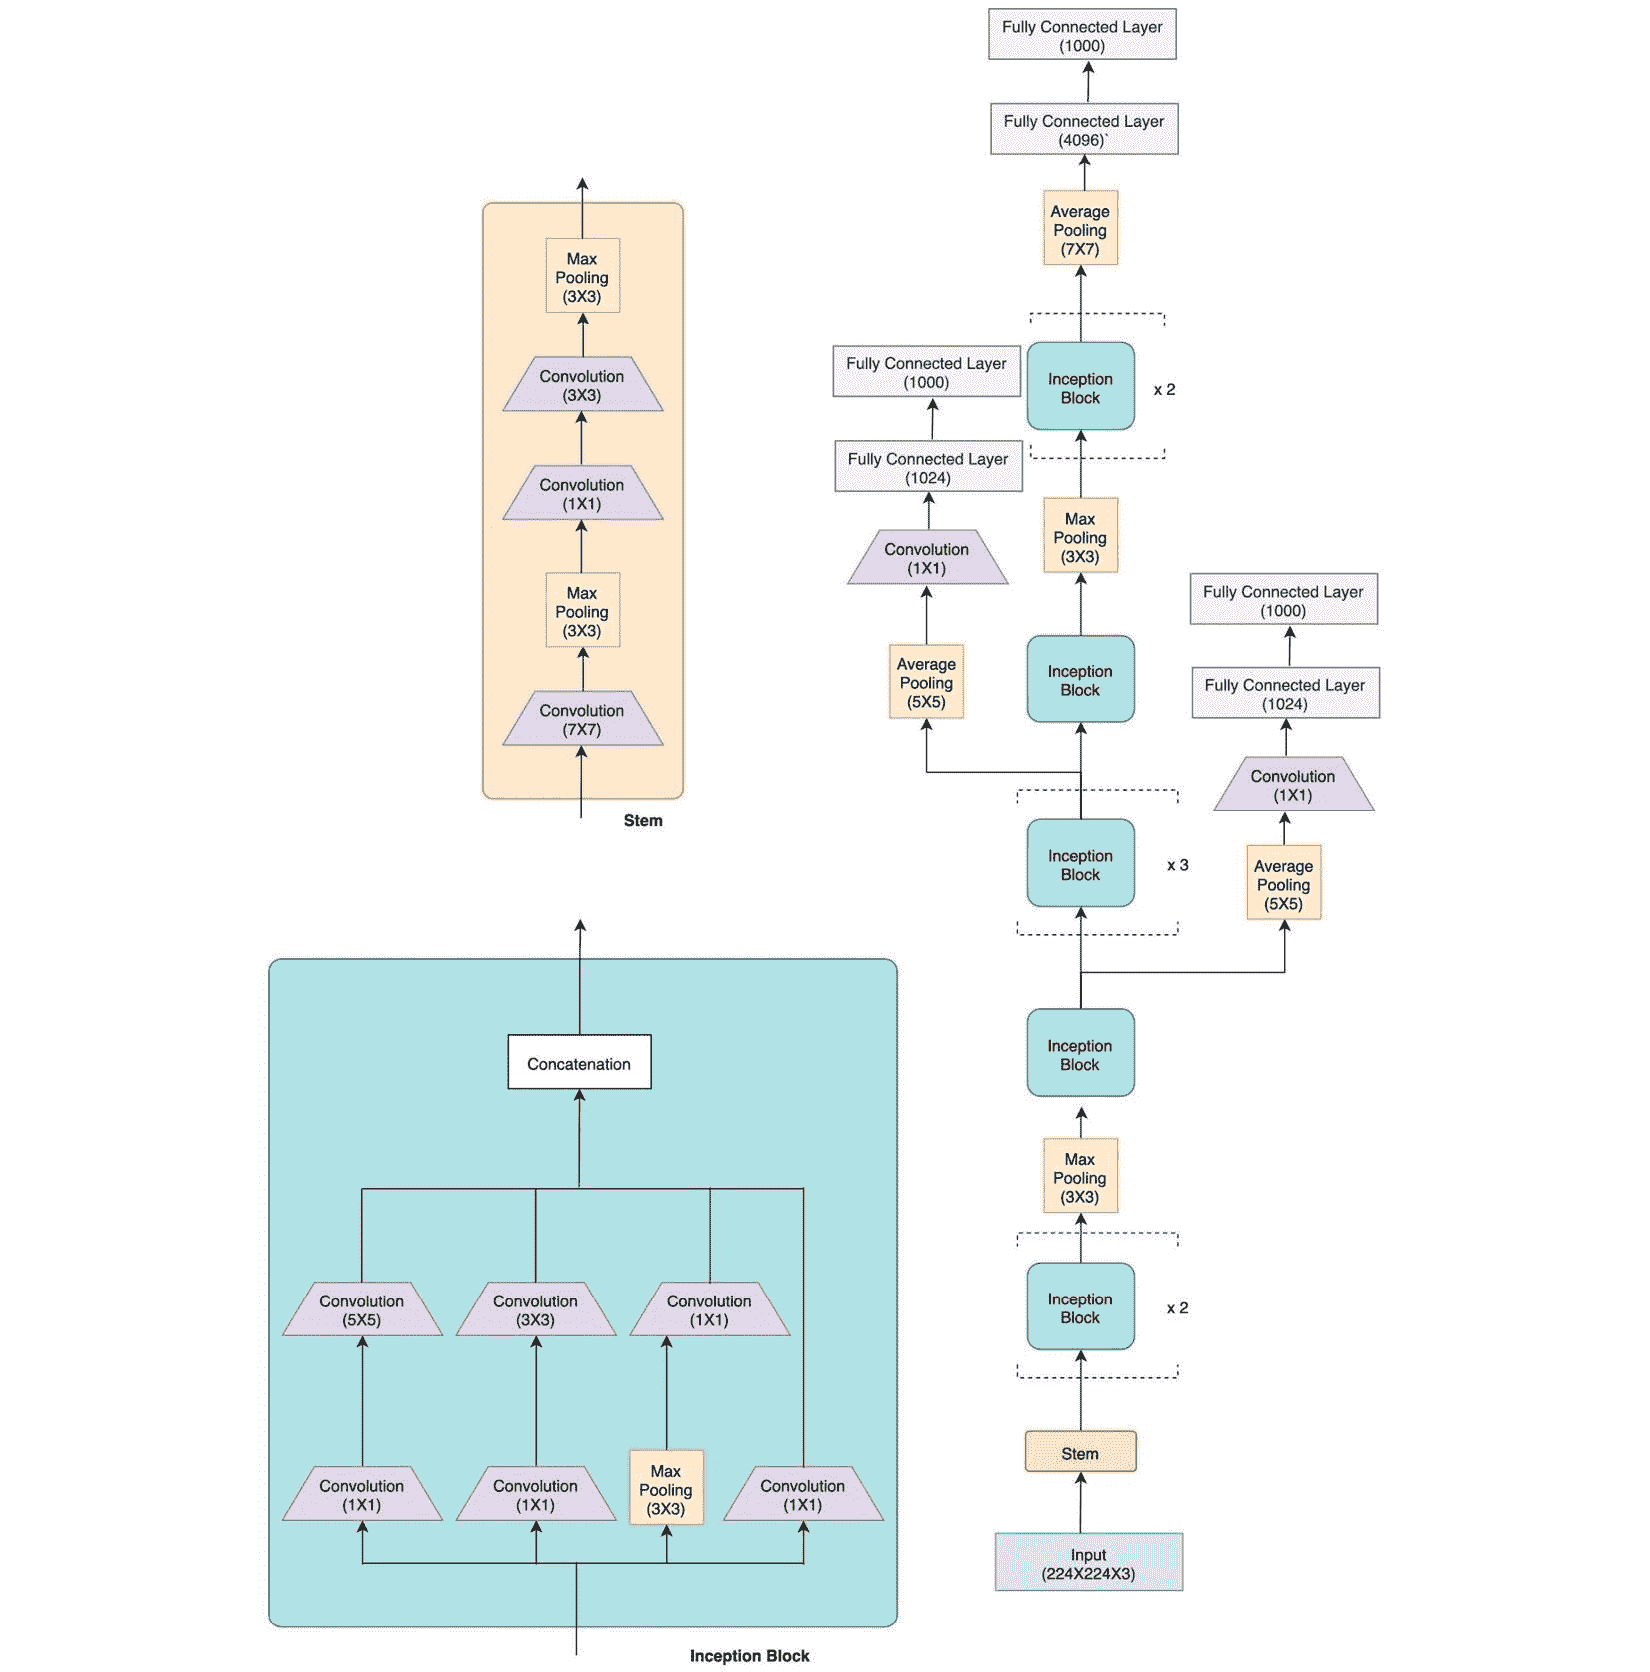 Fully Connected Layer
(1000)
Fully Connected Layer
(4096)`
Average
Pooling
(7X7)
Inception
Block
x 2
Max
Pooling
(3X3)
Inception
Block
Fully Connected Layer
(1000)
Fully Connected Layer
(1024)
Convolution
(1X1)
Average
Pooling
(5X5)
Inception
Block
x 3
Fully Connected Layer
(1000)
Fully Connected Layer
(1024)
Convolution
(1X1)
Average
Pooling
(5X5)
Inception
Block
Max
Pooling
(3X3)
Inception
Block
x 2
Stem
Input
(224X224X3)
Max
Pooling
(3X3)
Convolution
(3X3)
Convolution
(1X1)
Max
Pooling
(3X3)
Convolution
(7X7)
Stem
Concatenation
Convolution
(5X5)
Convolution
(3X3)
Convolution
(1X1)
Convolution
(1X1)
Convolution
(1X1)
Max
Pooling
(3X3)
Convolution
(1X1)
Inception Block